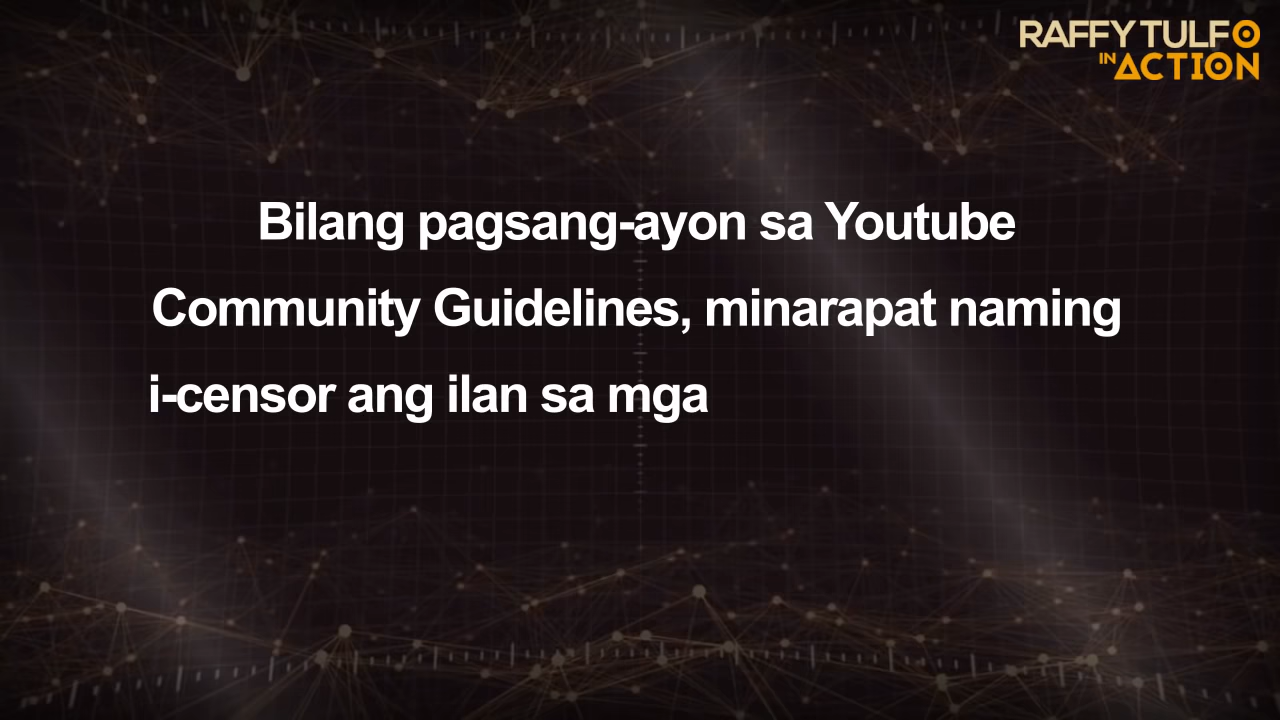 RAFFY TULFO
IN ACTION
Bilang pagsang-ayon sa Youtube
Community Guidelines, minarapat naming
i-censor ang ilan sa mga